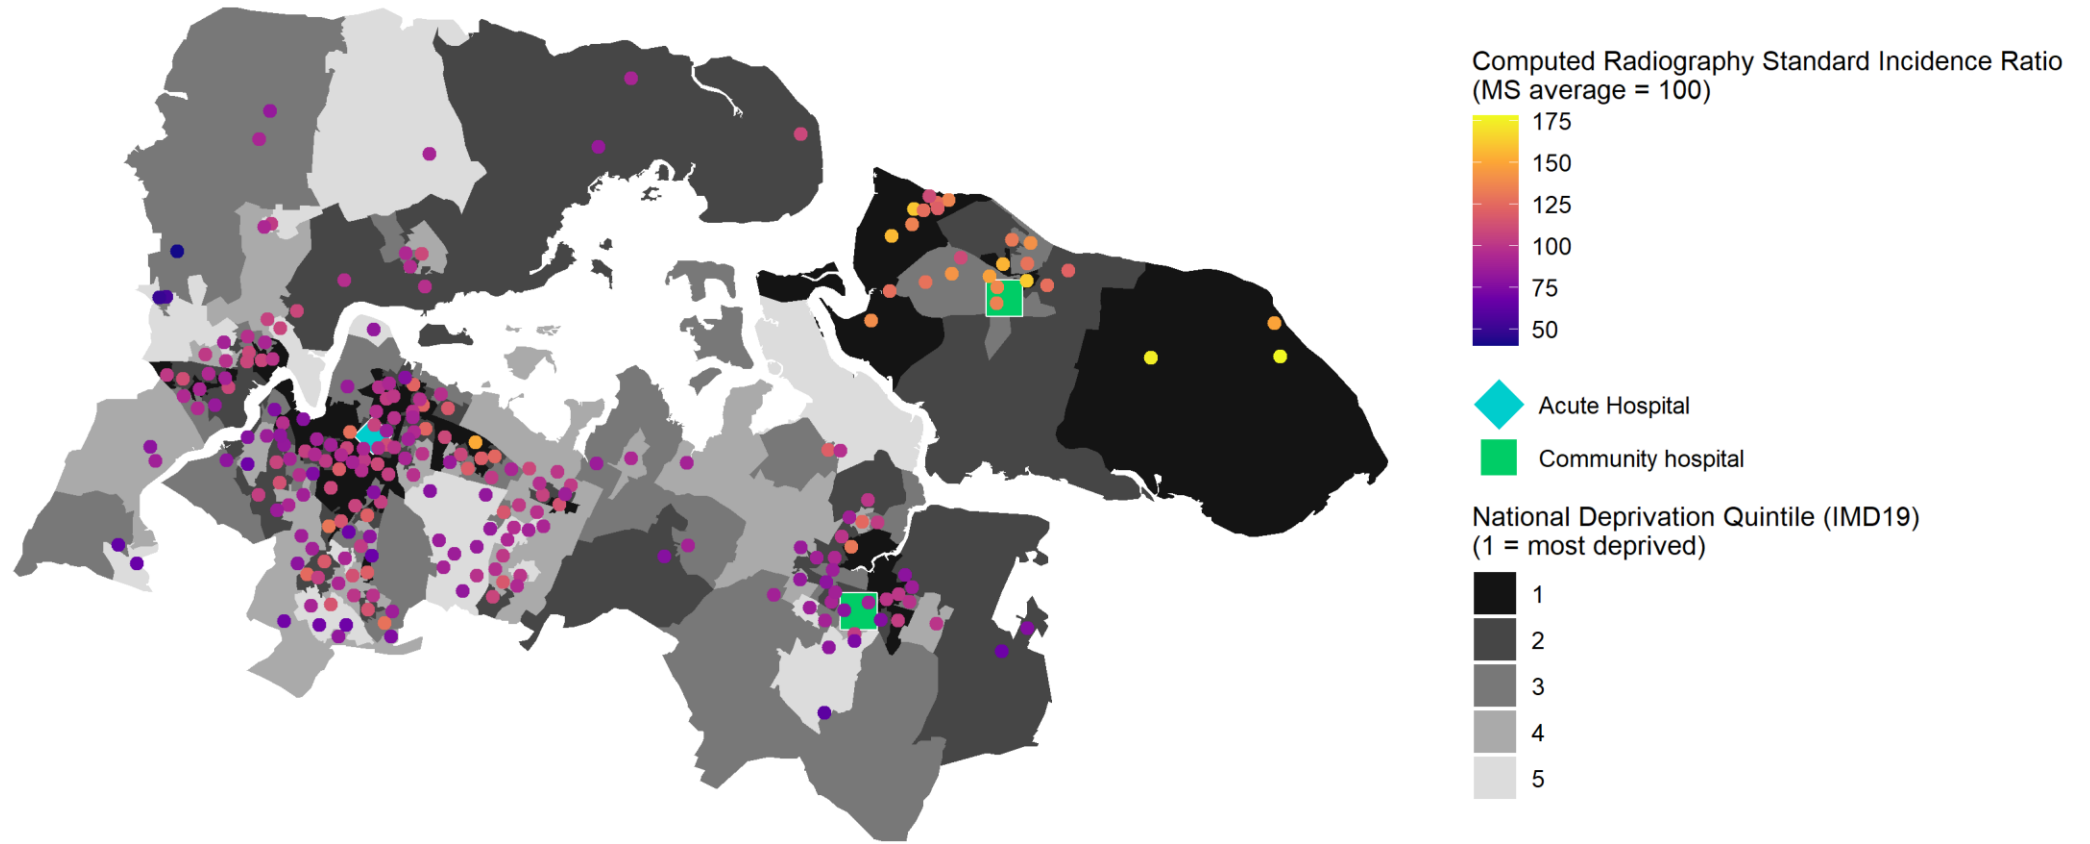 Computed Radiography Standard Incidence Ratio
(MS average = 100)
175
150
125
100
75
50
Acute Hospital
Community hospital
National Deprivation Quintile (IMD19)
(1 = most deprived)
1
2
3
4
5